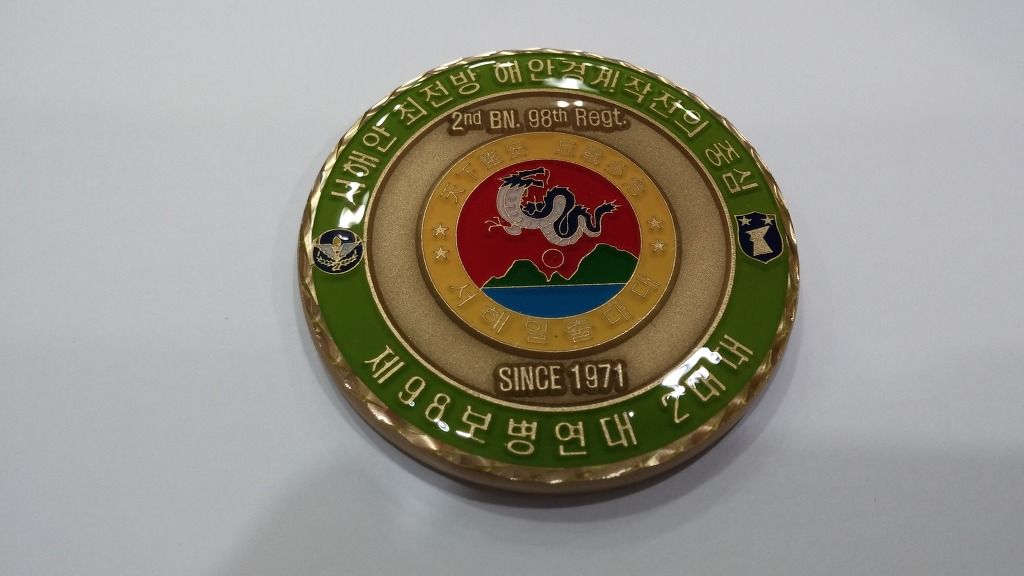 서해안 최전방 해안경계작전의 중심
2nd BN. 98th Regt.
天下
서해일출대대
SINCE 1971
제98보병연대 2대대